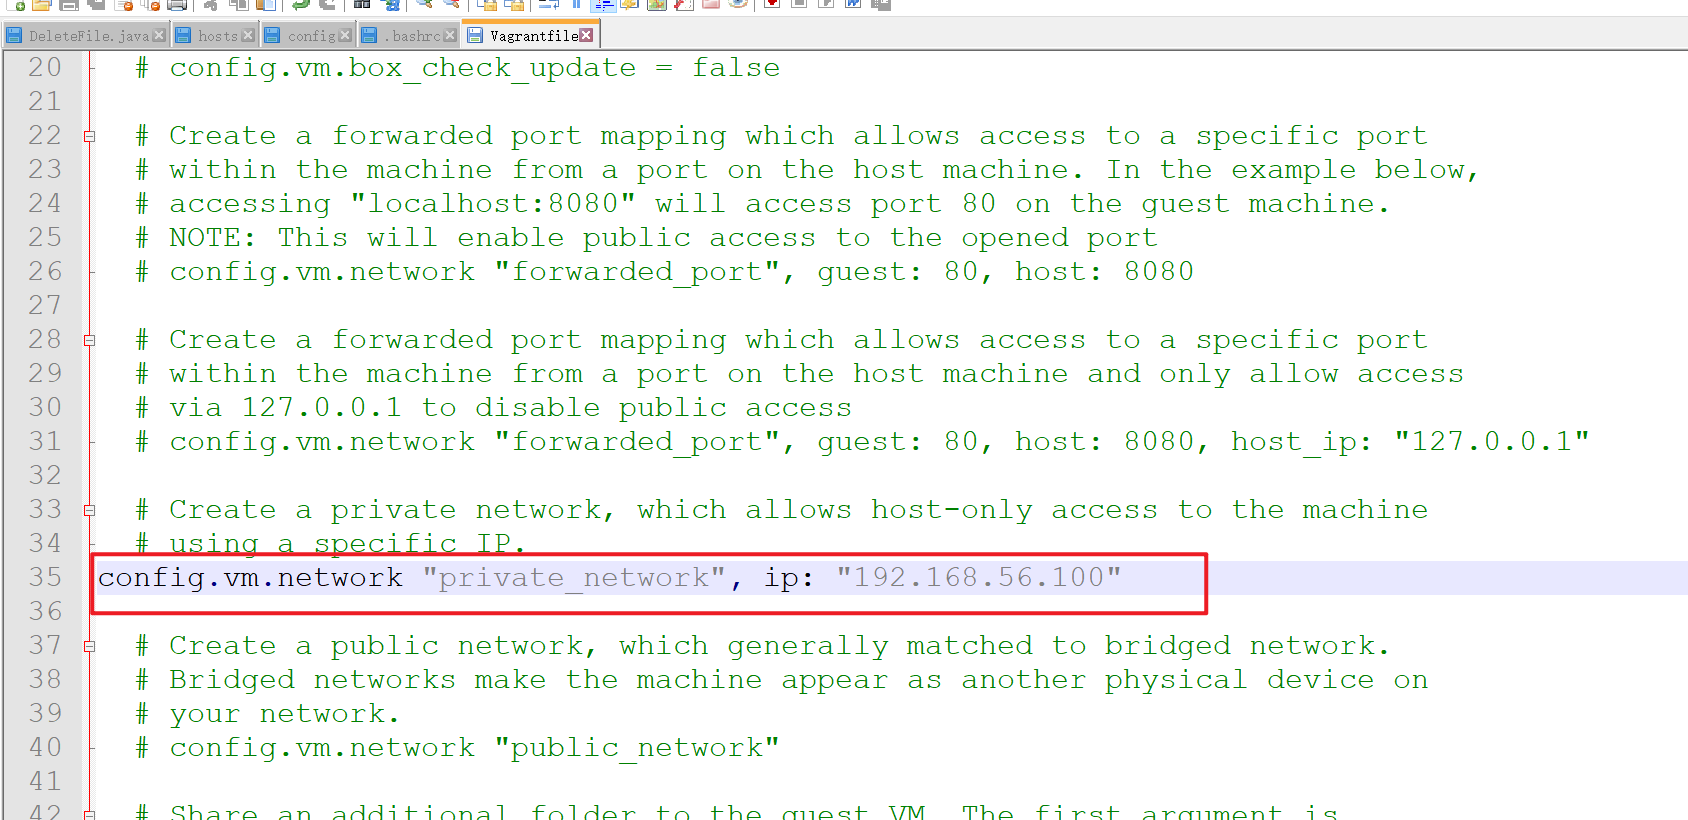 DeleteFile.java hosts config .bashrc Vagrantfile
20 # config.vm.box_check_update = false
21
22 # Create a forwarded port mapping which allows access to a specific port
23 # within the machine from a port on the host machine. In the example below,
24 # accessing "localhost:8080" will access port 80 on the guest machine.
25 # NOTE: This will enable public access to the opened port
26 # config.vm.network "forwarded_port", guest: 80, host: 8080
27
28 # Create a forwarded port mapping which allows access to a specific port
29 # within the machine from a port on the host machine and only allow access
30 # via 127.0.0.1 to disable public access
31 # config.vm.network "forwarded_port", guest: 80, host: 8080, host_ip: "127.0.0.1"
32
33 # Create a private network, which allows host-only access to the machine
34 # using a specific IP.
35 config.vm.network "private_network", ip: "192.168.56.100"
36
37 # Create a public network, which generally matched to bridged network.
38 # Bridged networks make the machine appear as another physical device on
39 # your network.
40 # config.vm.network "public_network"
41
42 # Share an additional folder to the guest VM. The first argument is